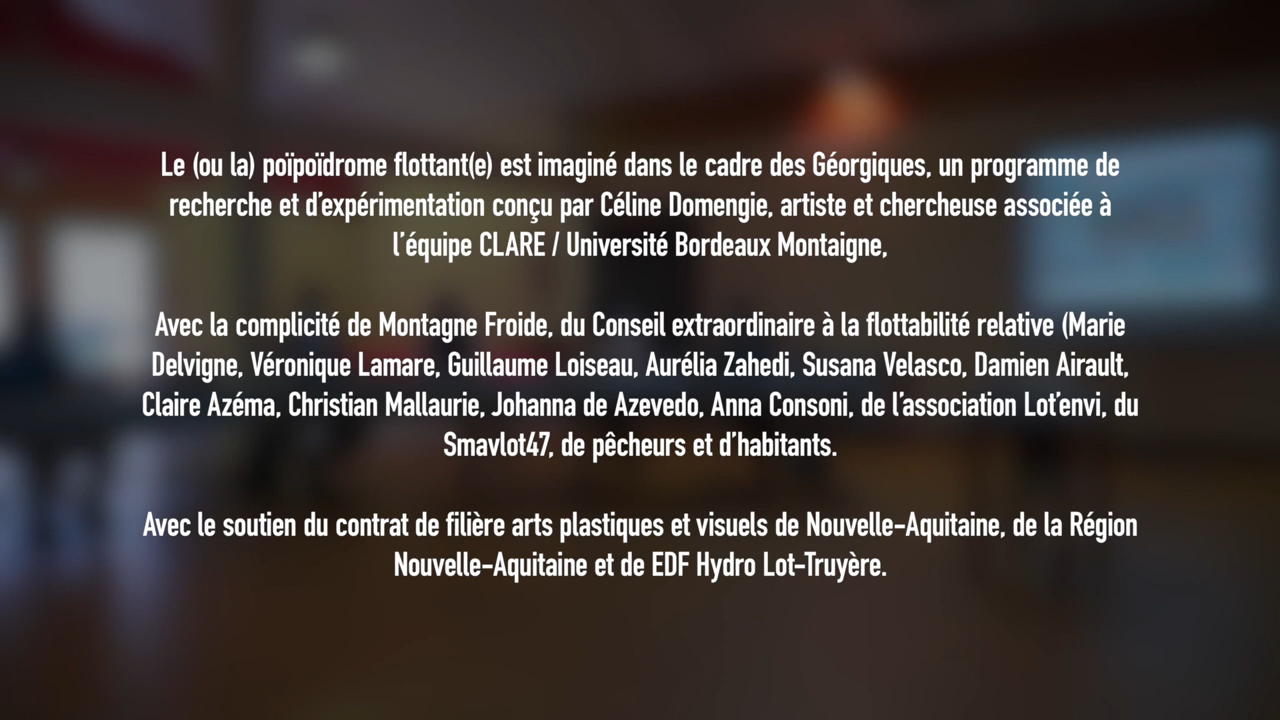 Le (ou la) poïpoïdrome flottant(e) est imaginé dans le cadre des Géorgiques, un programme de
recherche et d'expérimentation conçu par Céline Domengie, artiste et chercheuse associée à
l'équipe CLARE / Université Bordeaux Montaigne,
Avec la complicité de Montagne Froide, du Conseil extraordinaire à la flottabilité relative (Marie
Delvigne, Véronique Lamare, Guillaume Loiseau, Aurélia Zahedi, Susana Velasco, Damien Airault,
Claire Azéma, Christian Mallaurie, Johanna de Azevedo, Anna Consoni, de l'association Lot'envi, du
Smavlot47, de pêcheurs et d'habitants.
Avec le soutien du contrat de filière arts plastiques et visuels de Nouvelle-Aquitaine, de la Région
Nouvelle-Aquitaine et de EDF Hydro Lot-Truyère.